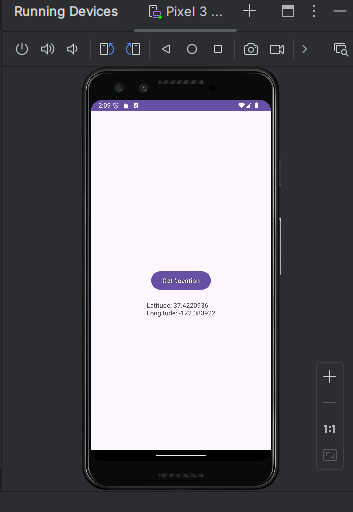 Running Devices
Pixel 3 ...
2:09
Get Location
Latitude: 37.4220936
Longitude: -122.083922
1:1